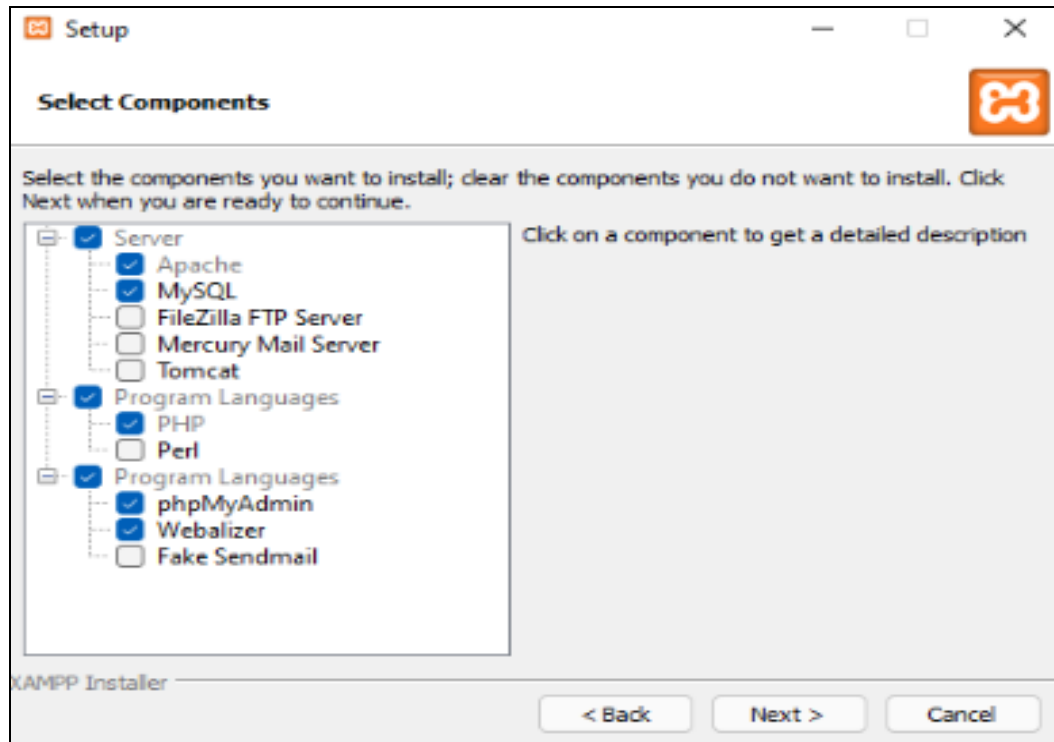 Setup
Select Components
Select the components you want to install; clear the components you do not want to install. Click
Next when you are ready to continue.
Server
Apache
MySQL
FileZilla FTP Server
Mercury Mail Server
Tomcat
Program Languages
PHP
Perl
Program Languages
phpMyAdmin
Webalizer
Fake Sendmail
Click on a component to get a detailed description
XAMPP Installer
< Back
Next >
Cancel